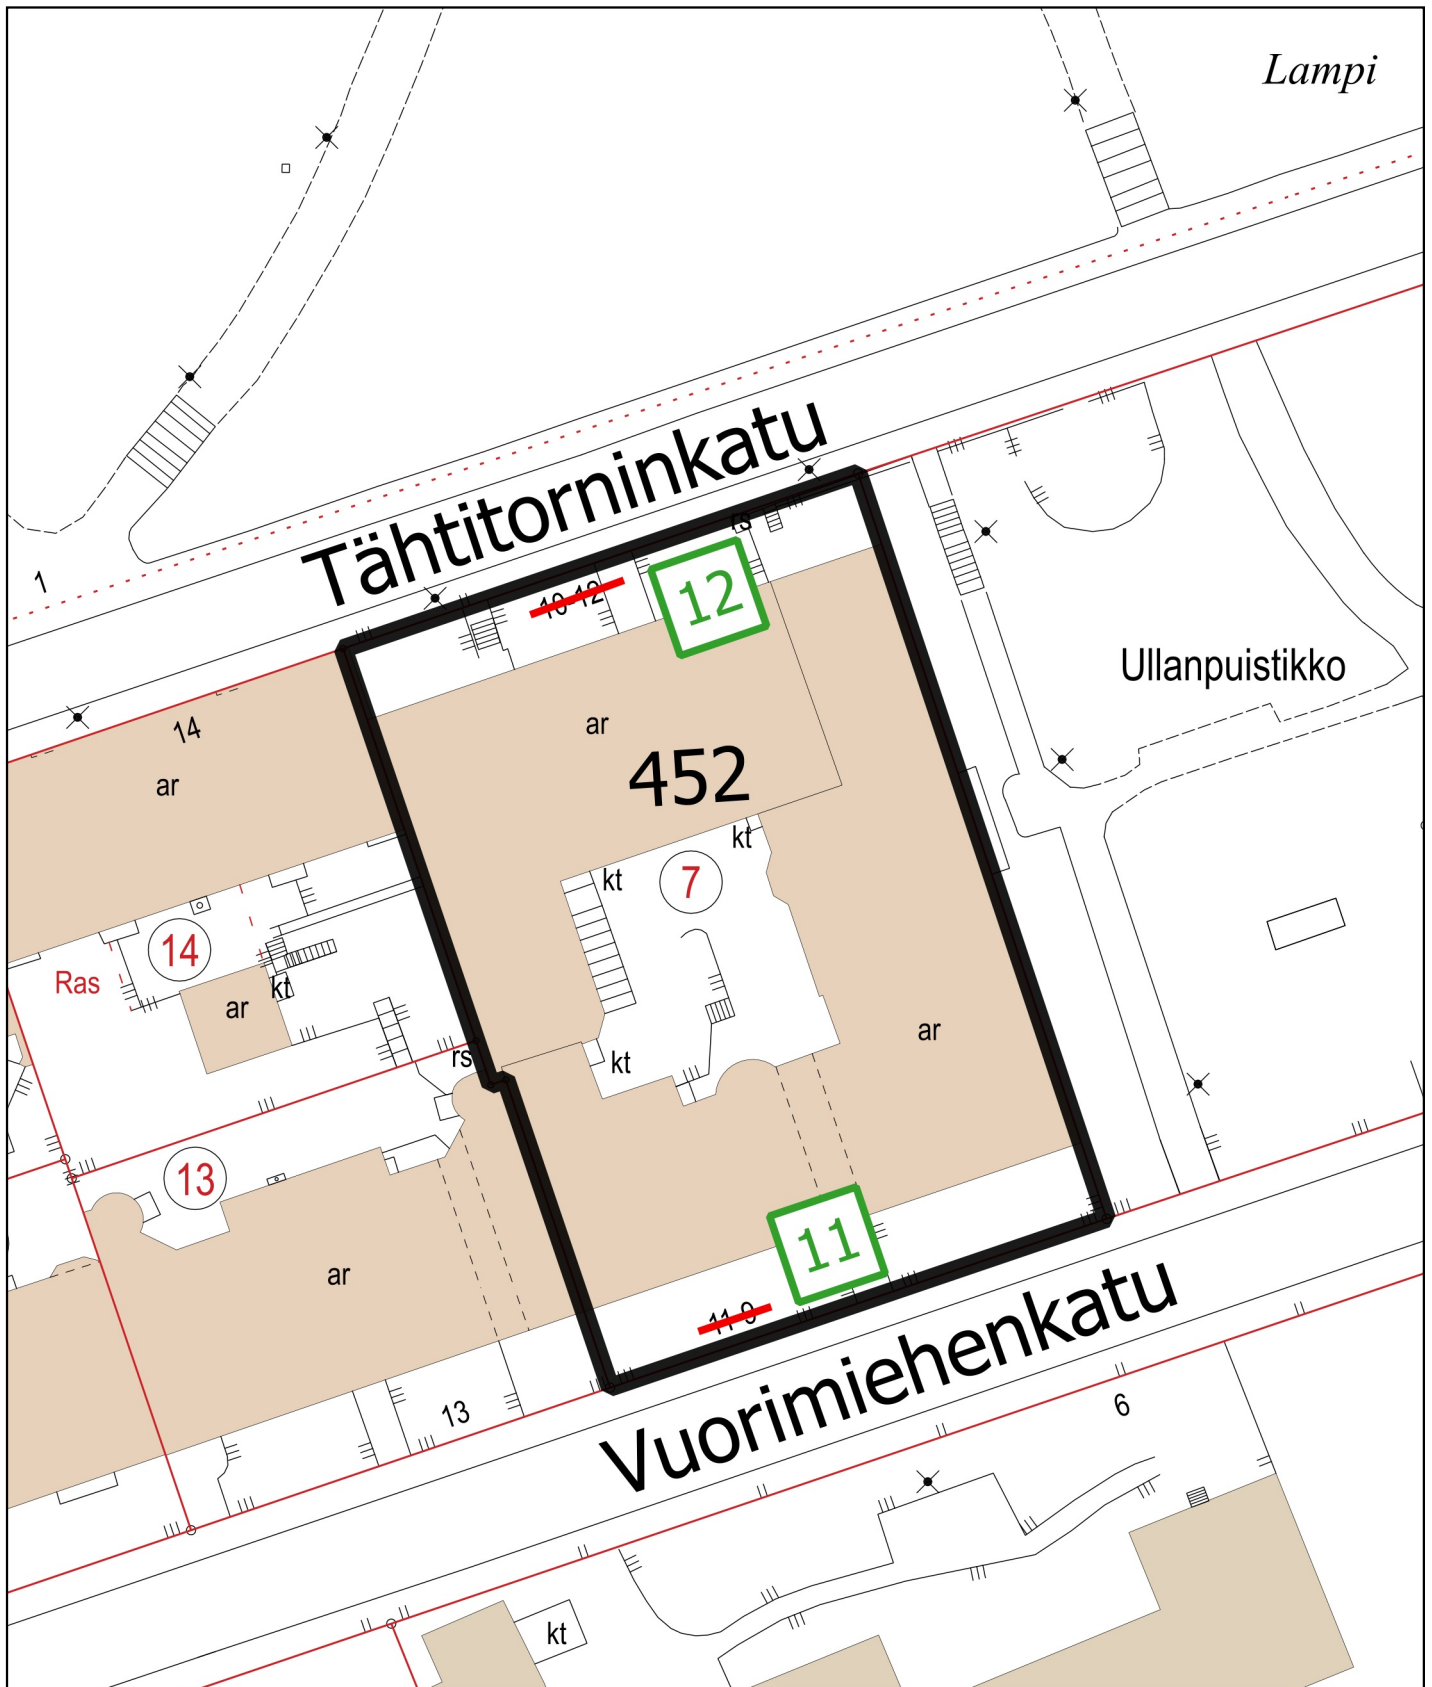 Lampi
Tähtitorninkatu
rs
1
10-12
12
Ullanpuistikko
14
ar
ar
452
kt
kt
7
14
Ras
kt
ar
ar
rs
kt
13
11
ar
11-9
Vuorimiehenkatu
13
6
kt